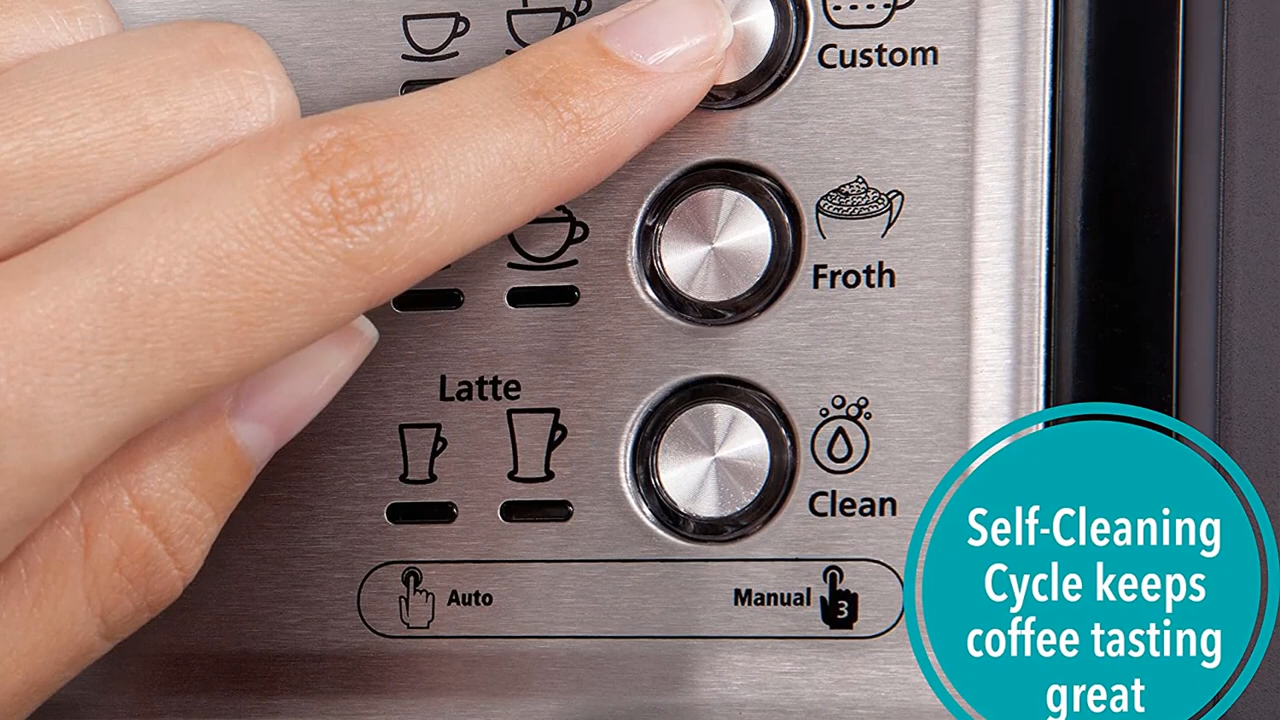 Custom
Froth
Latte
Clean
Auto
Manual
3
Self-Cleaning
Cycle keeps
coffee tasting
great